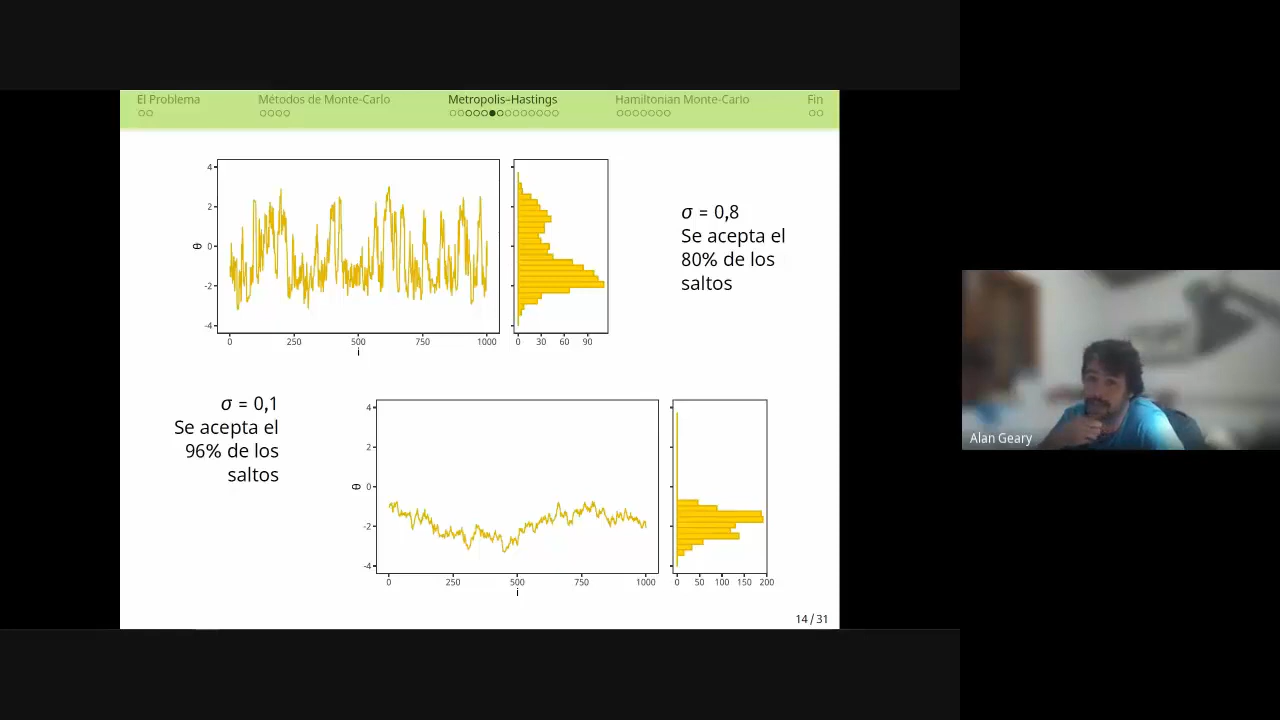 El Problema
Métodos de Monte-Carlo
Metropolis–Hastings
Hamiltonian Monte-Carlo
Fin
4
2
0
-2
-4
θ
0
250
500
750
1000
i
0
30
60
90
σ = 0,8
Se acepta el
80% de los
saltos
σ = 0,1
Se acepta el
96% de los
saltos
4
2
0
-2
-4
θ
0
250
500
750
1000
i
0
50
100
150
200
14 / 31
Alan Geary